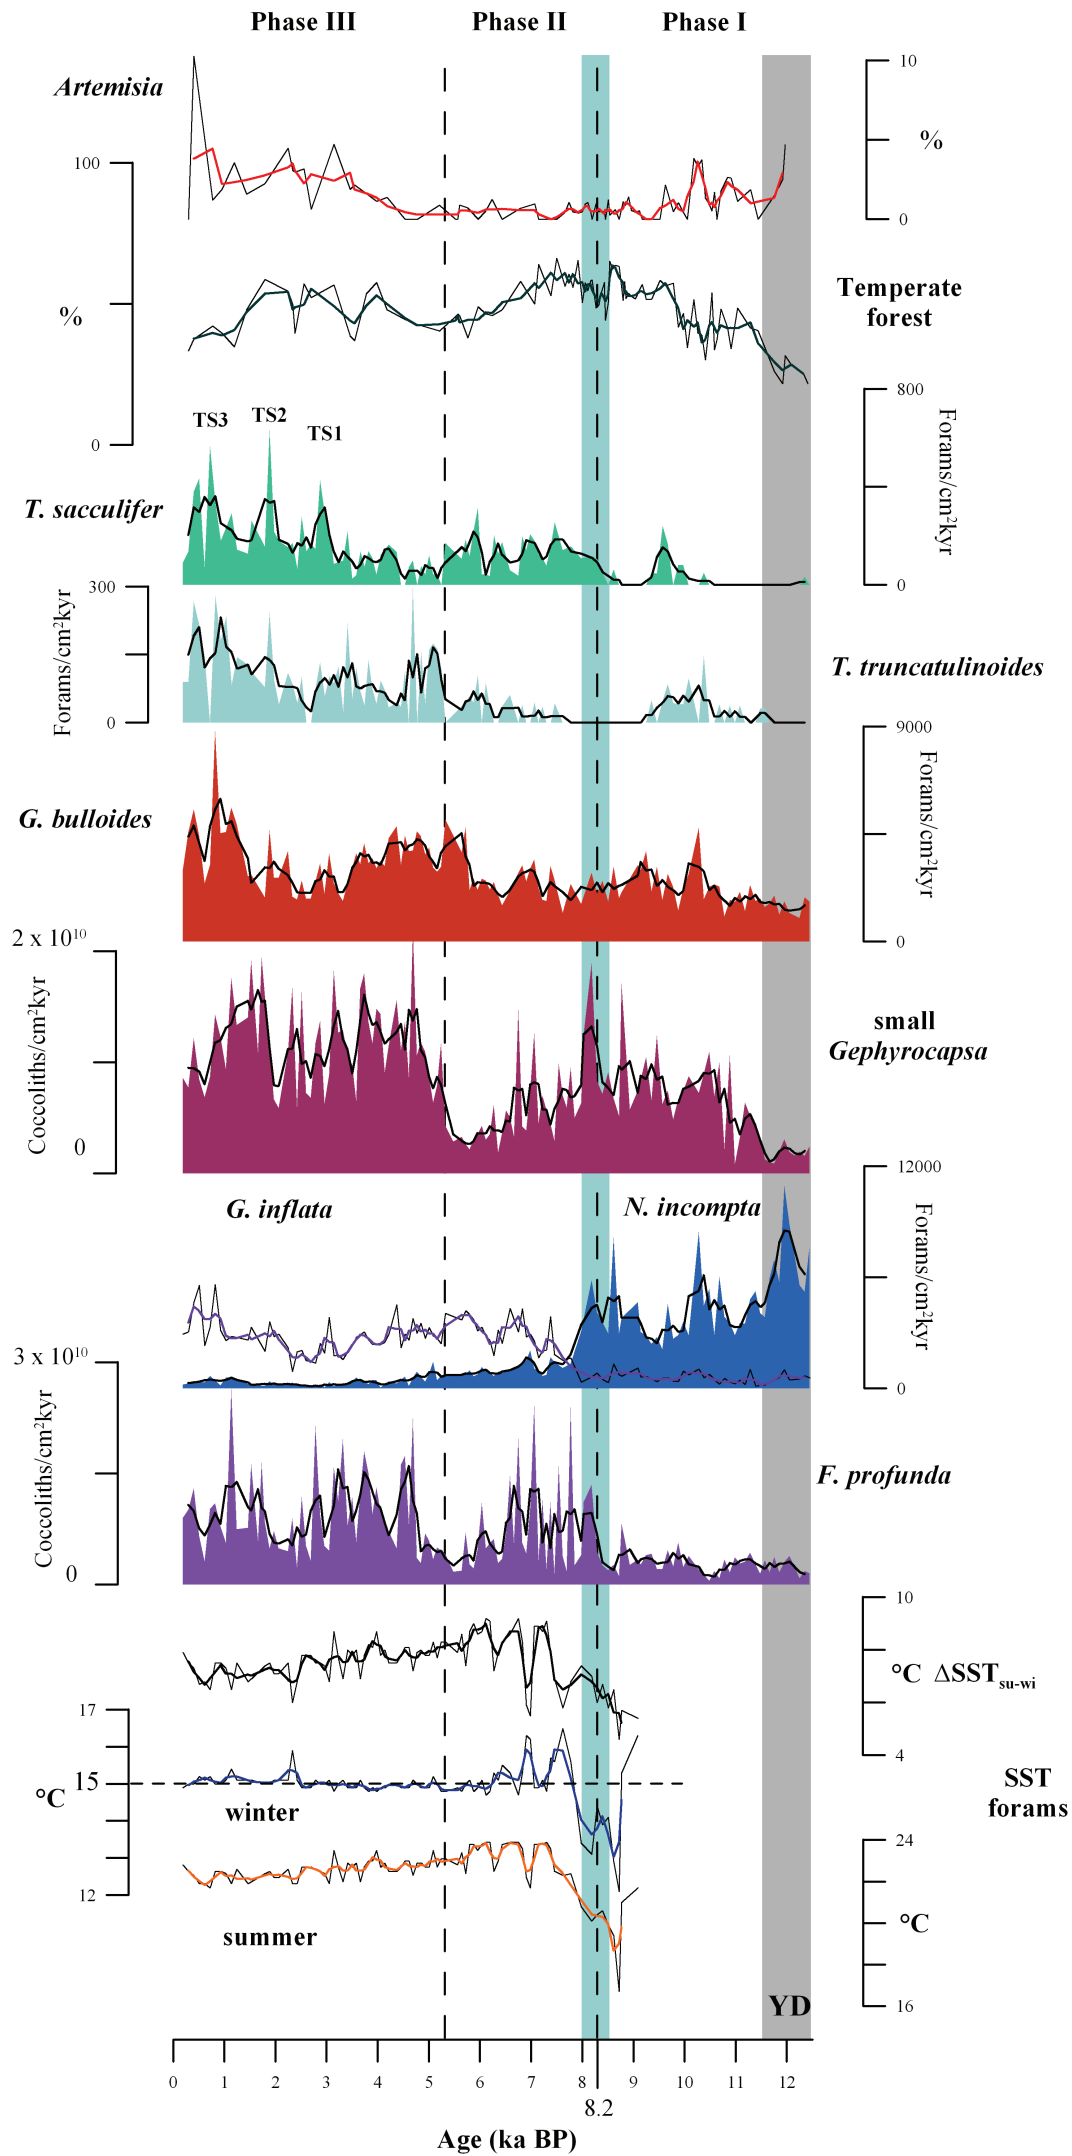 Phase III Phase II Phase I
Artemisia
10
%
0
100
%
0
Temperate
forest
800
Forams/cm²kyr
0
TS3 TS2 TS1
T. sacculifer
300
Forams/cm²kyr
0
T. truncatulinoides
9000
Forams/cm²kyr
0
G. bulloides
2 x 10¹⁰
Coccoliths/cm²kyr
0
small
Gephyrocapsa
12000
Forams/cm²kyr
0
G. inflata N. incompta
3 x 10¹⁰
Coccoliths/cm²kyr
0
F. profunda
10
°C ΔSSTsu-wi
4
17
15
°C
12
winter
SST
forams
24
°C
16
summer
YD
0 1 2 3 4 5 6 7 8 9 10 11 12
8.2
Age (ka BP)